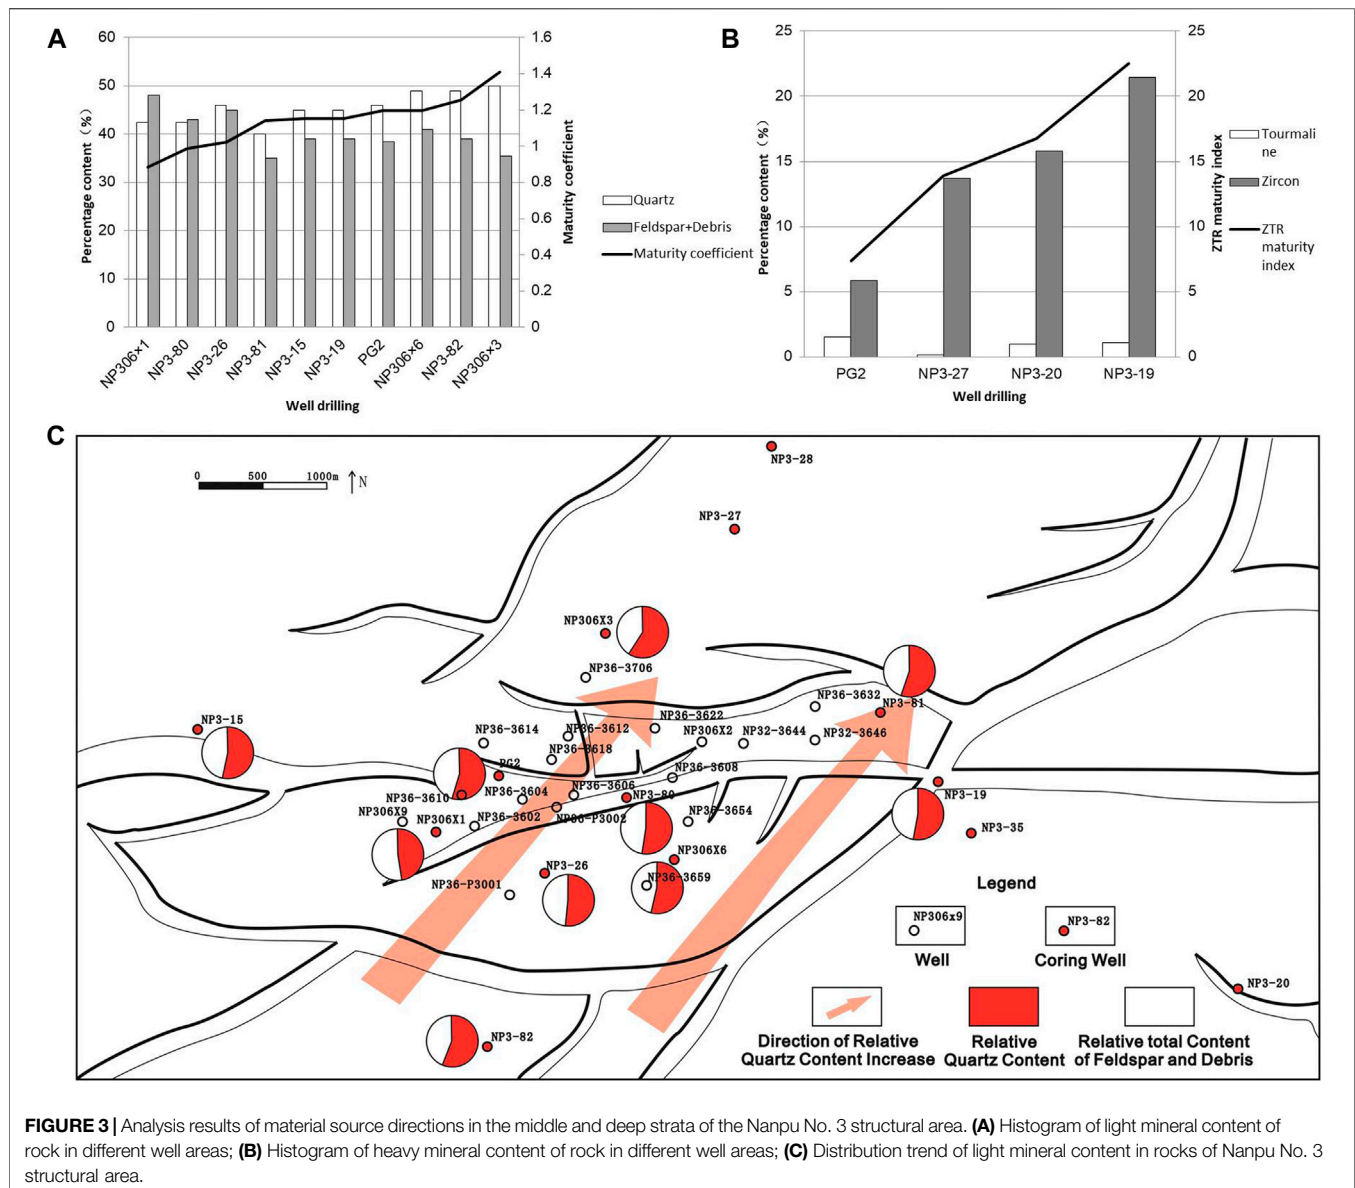 A
Percentage content (%)
60
50
40
30
20
10
0
1.6
1.4
1.2
1
0.8
0.6
0.4
0.2
0
Maturity coefficient
NP306×1
NP3-80
NP3-26
NP3-81
NP3-15
NP3-19
PG2
NP306×6
NP3-82
NP306×3
Well drilling
Quartz
Feldspar+Debris
Maturity coefficient
B
Percentage content (%)
25
20
15
10
5
0
25
20
15
10
5
0
ZTR maturity index
PG2
NP3-27
NP3-20
NP3-19
Well drilling
Tourmali
ne
Zircon
ZTR
maturity
index
C
0 500 1000m N
NP3-28
NP3-27
NP306X3
NP36-3706
NP36-3632
NP3-81
NP3-15
NP36-3614
NP36-3612
NP36-3622
NP306X2
NP32-3644
NP32-3646
NP36-3618
PG2
NP36-3608
NP36-3610
NP36-3604
NP36-3606
NP3-80
NP3-19
NP306X9
NP306X1
NP36-3602
NP36-P3002
NP36-3654
NP3-35
NP306X6
NP3-26
NP36-3659
NP36-P3001
NP3-82
NP3-20
Legend
NP306x9
NP3-82
Well
Coring Well
Direction of Relative
Quartz Content Increase
Relative
Quartz Content
Relative total Content
of Feldspar and Debris
FIGURE 3 | Analysis results of material source directions in the middle and deep strata of the Nanpu No. 3 structural area. (A) Histogram of light mineral content of
rock in different well areas; (B) Histogram of heavy mineral content of rock in different well areas; (C) Distribution trend of light mineral content in rocks of Nanpu No. 3
structural area.